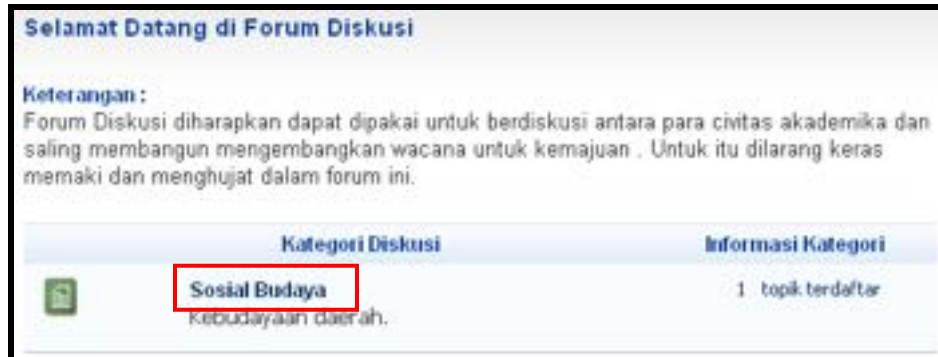 Selamat Datang di Forum Diskusi
Keterangan :
Forum Diskusi diharapkan dapat dipakai untuk berdiskusi antara para civitas akademika dan
saling membangun mengembangkan wacana untuk kemajuan . Untuk itu dilarang keras
memaki dan menghujat dalam forum ini.
Kategori Diskusi Informasi Kategori
Sosial Budaya 1 topik terdaftar
Kebudayaan daerah.